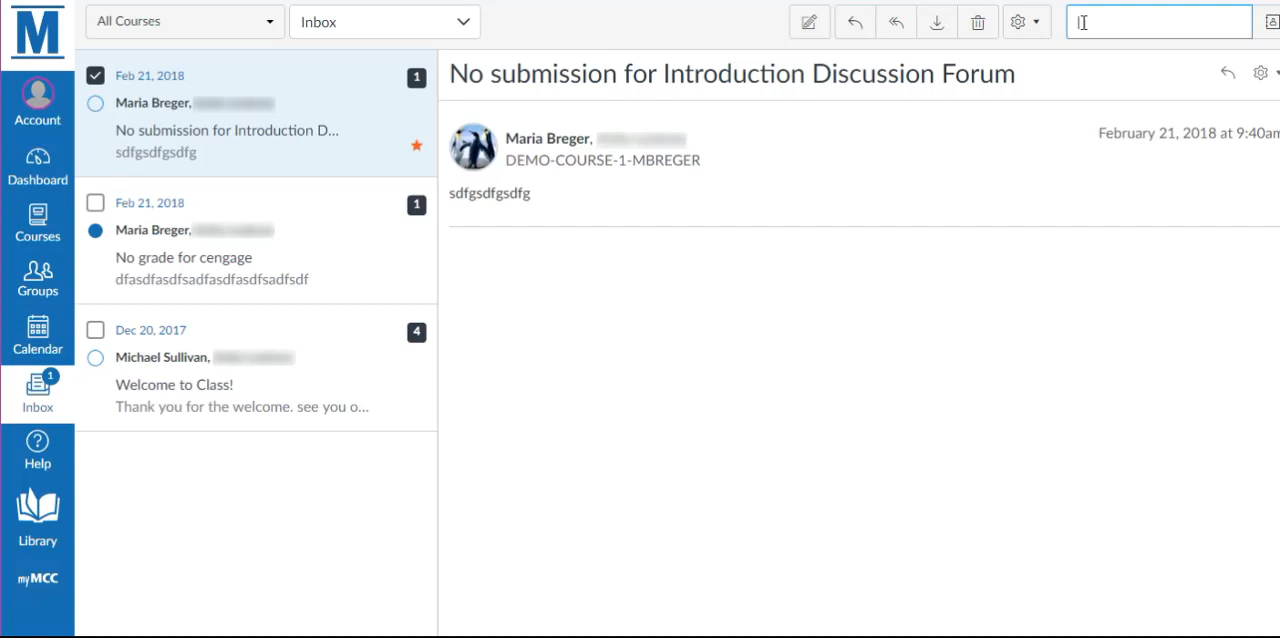 M
All Courses
Inbox
Account
Dashboard
Courses
Groups
Calendar
1
Inbox
Help
Library
myMCC
Feb 21, 2018
1
Maria Breger,
No submission for Introduction D...
sdfgsdfgsdfg
Feb 21, 2018
1
Maria Breger,
No grade for cengage
dfasdfasdfsadfasdfasdfsadfsdf
Dec 20, 2017
4
Michael Sullivan,
Welcome to Class!
Thank you for the welcome. see you o...
No submission for Introduction Discussion Forum
Maria Breger,
February 21, 2018 at 9:40am
DEMO-COURSE-1-MBREGER
sdfgsdfgsdfg